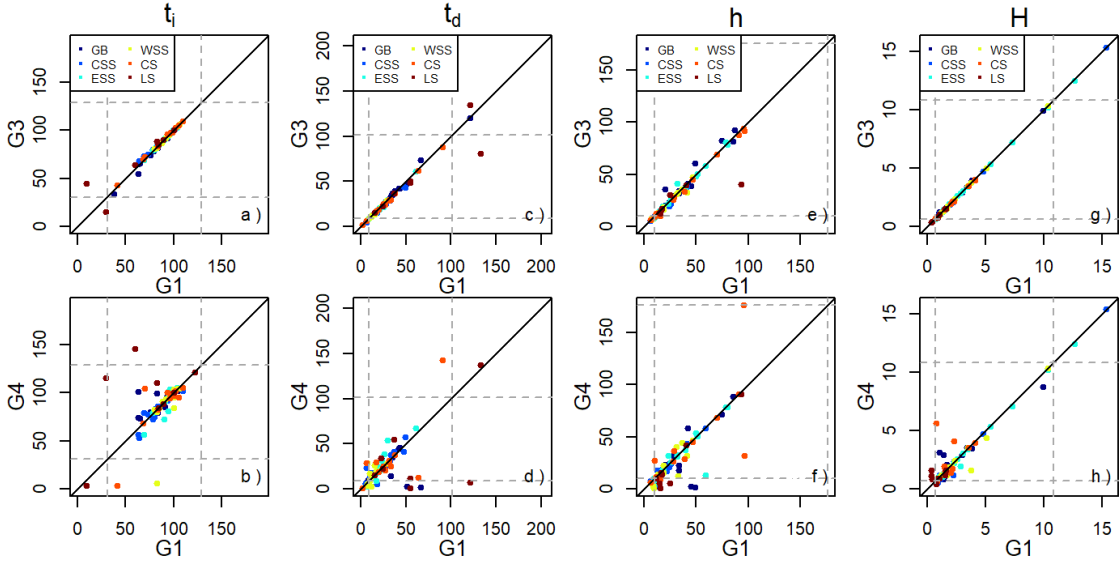 t_i t_d h H
G3
150
100
50
0
GB WSS
CSS CS
ESS LS
a )
0 50 100 150
G1
G3
200
150
100
50
0
GB WSS
CSS CS
ESS LS
c )
0 50 100 150 200
G1
G3
150
100
50
0
GB WSS
CSS CS
ESS LS
e )
0 50 100 150
G1
G3
15
10
5
0
GB WSS
CSS CS
ESS LS
g )
0 5 10 15
G1
G4
150
100
50
0
b )
0 50 100 150
G1
G4
200
150
100
50
0
d )
0 50 100 150 200
G1
G4
150
100
50
0
f )
0 50 100 150
G1
G4
15
10
5
0
h )
0 5 10 15
G1